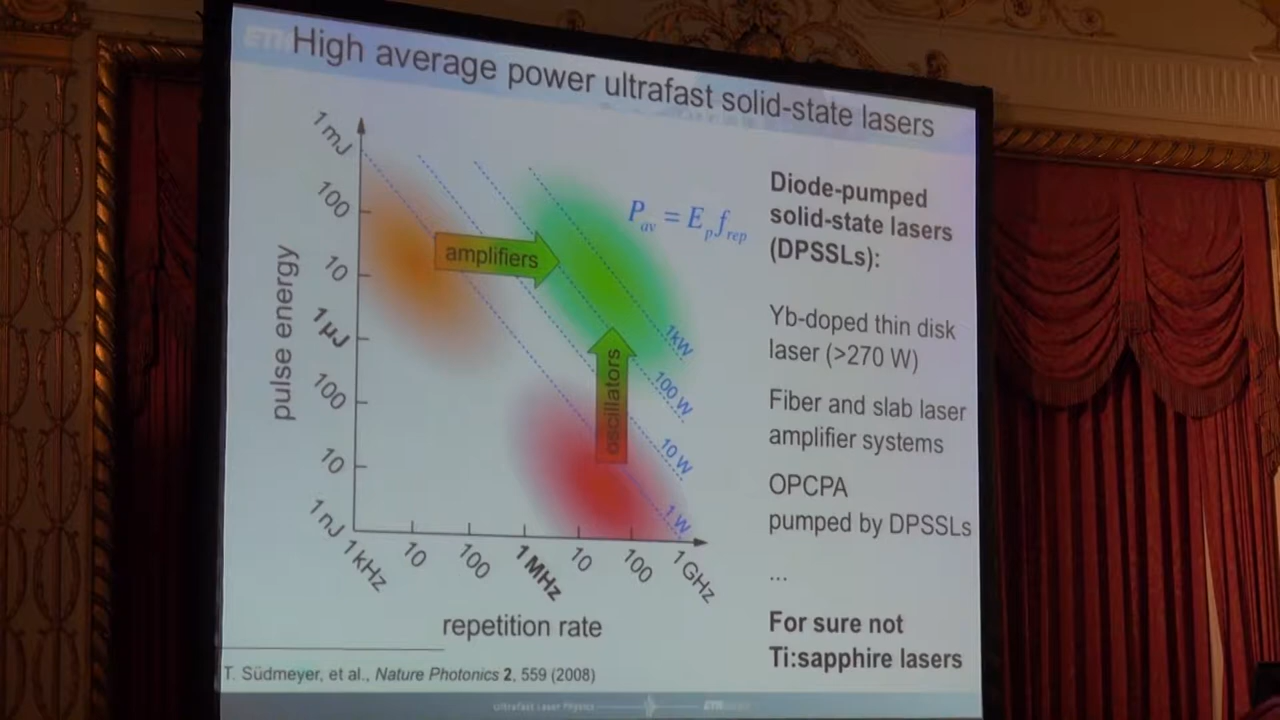 High average power ultrafast solid-state lasers
1 mJ
100
10
1 µJ
100
10
1 nJ
pulse energy
1 kHz
10
100
1 MHz
10
100
1 GHz
repetition rate
amplifiers
oscillators
P_av = E_p f_rep
1kW
100 W
10 W
1 W
Diode-pumped
solid-state lasers
(DPSSLs):
Yb-doped thin disk
laser (>270 W)
Fiber and slab laser
amplifier systems
OPCPA
pumped by DPSSLs
...
For sure not
Ti:sapphire lasers
T. Südmeyer, et al., Nature Photonics 2, 559 (2008)
Ultrafast Laser Physics
ETH